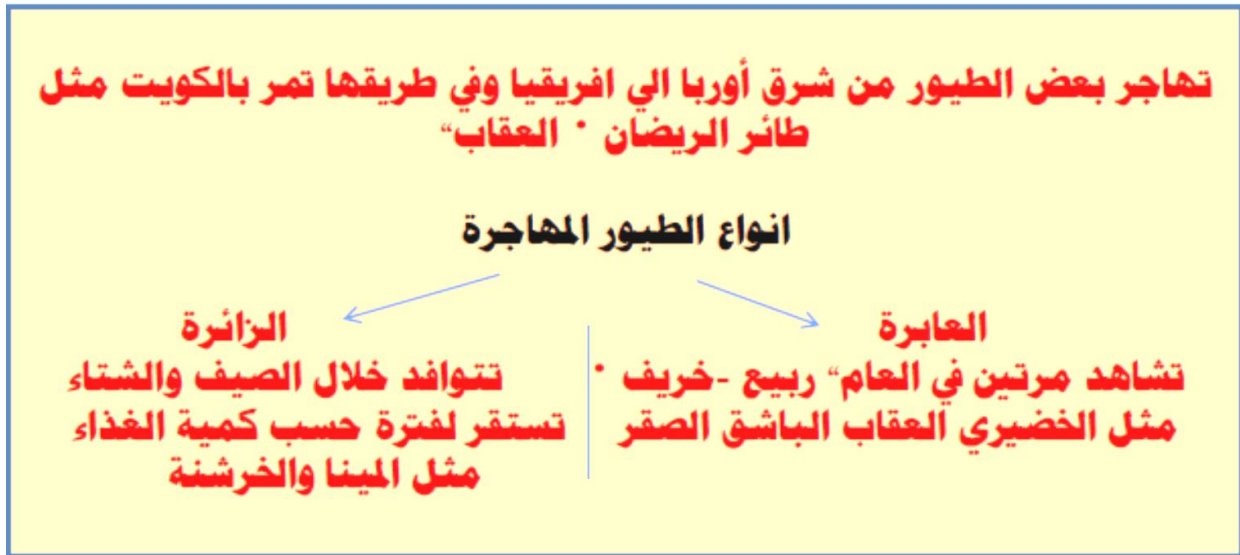 تهاجر بعض الطيور من شرق أوربا الي افريقيا وفي طريقها تمر بالكويت مثل
طائر الريضان " العقاب"
انواع الطيور المهاجرة
العابرة
تشاهد مرتين في العام" ربيع -خريف "
مثل الخضيري العقاب الباشق الصقر
الزائرة
تتوافد خلال الصيف والشتاء
تستقر لفترة حسب كمية الغذاء
مثل المينا والخرشنة